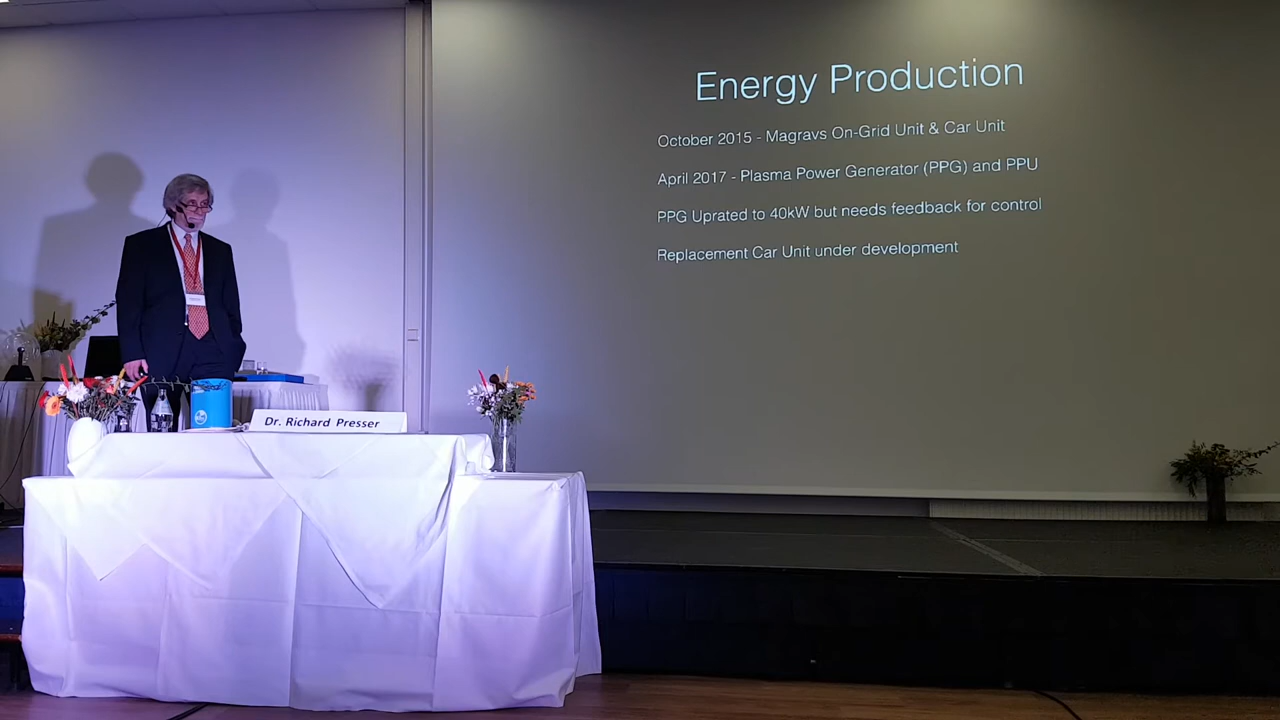 Energy Production
October 2015 - Magravs On-Grid Unit & Car Unit
April 2017 - Plasma Power Generator (PPG) and PPU
PPG Uprated to 40kW but needs feedback for control
Replacement Car Unit under development
Dr. Richard Presser